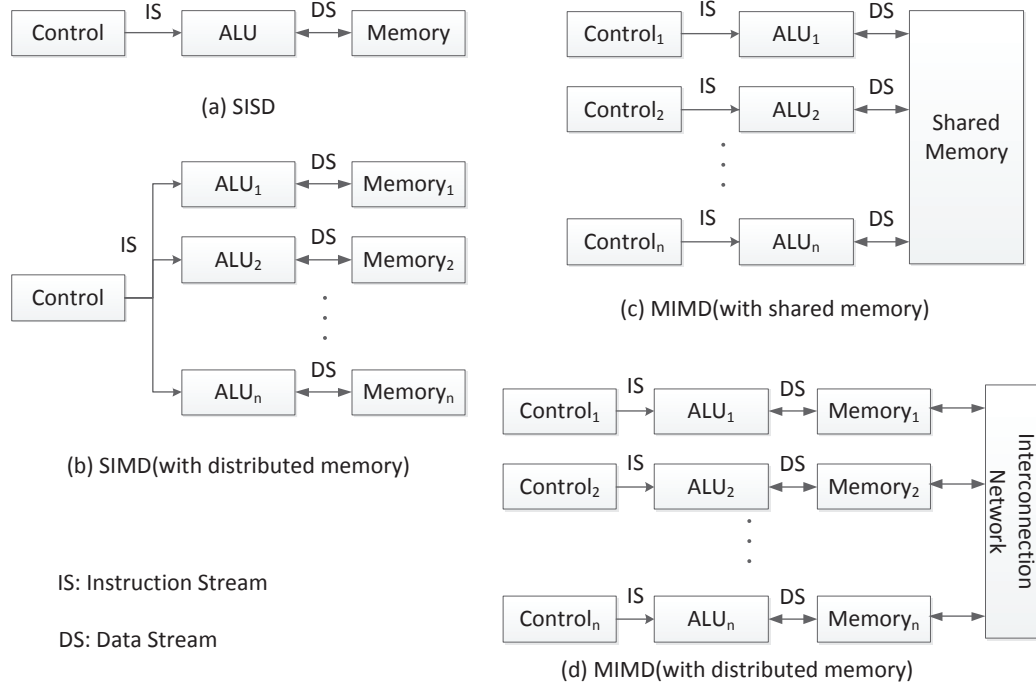 IS
DS
Control
ALU
Memory
(a) SISD
DS
ALU₁
Memory₁
IS
DS
ALU₂
Memory₂
Control
. . .
DS
ALUₙ
Memoryₙ
(b) SIMD(with distributed memory)
IS: Instruction Stream
DS: Data Stream
IS
DS
Control₁
ALU₁
IS
DS
Control₂
ALU₂
Shared
Memory
. . .
IS
DS
Controlₙ
ALUₙ
(c) MIMD(with shared memory)
IS
DS
Control₁
ALU₁
Memory₁
IS
DS
Control₂
ALU₂
Memory₂
Interconnection
Network
. . .
IS
DS
Controlₙ
ALUₙ
Memoryₙ
(d) MIMD(with distributed memory)